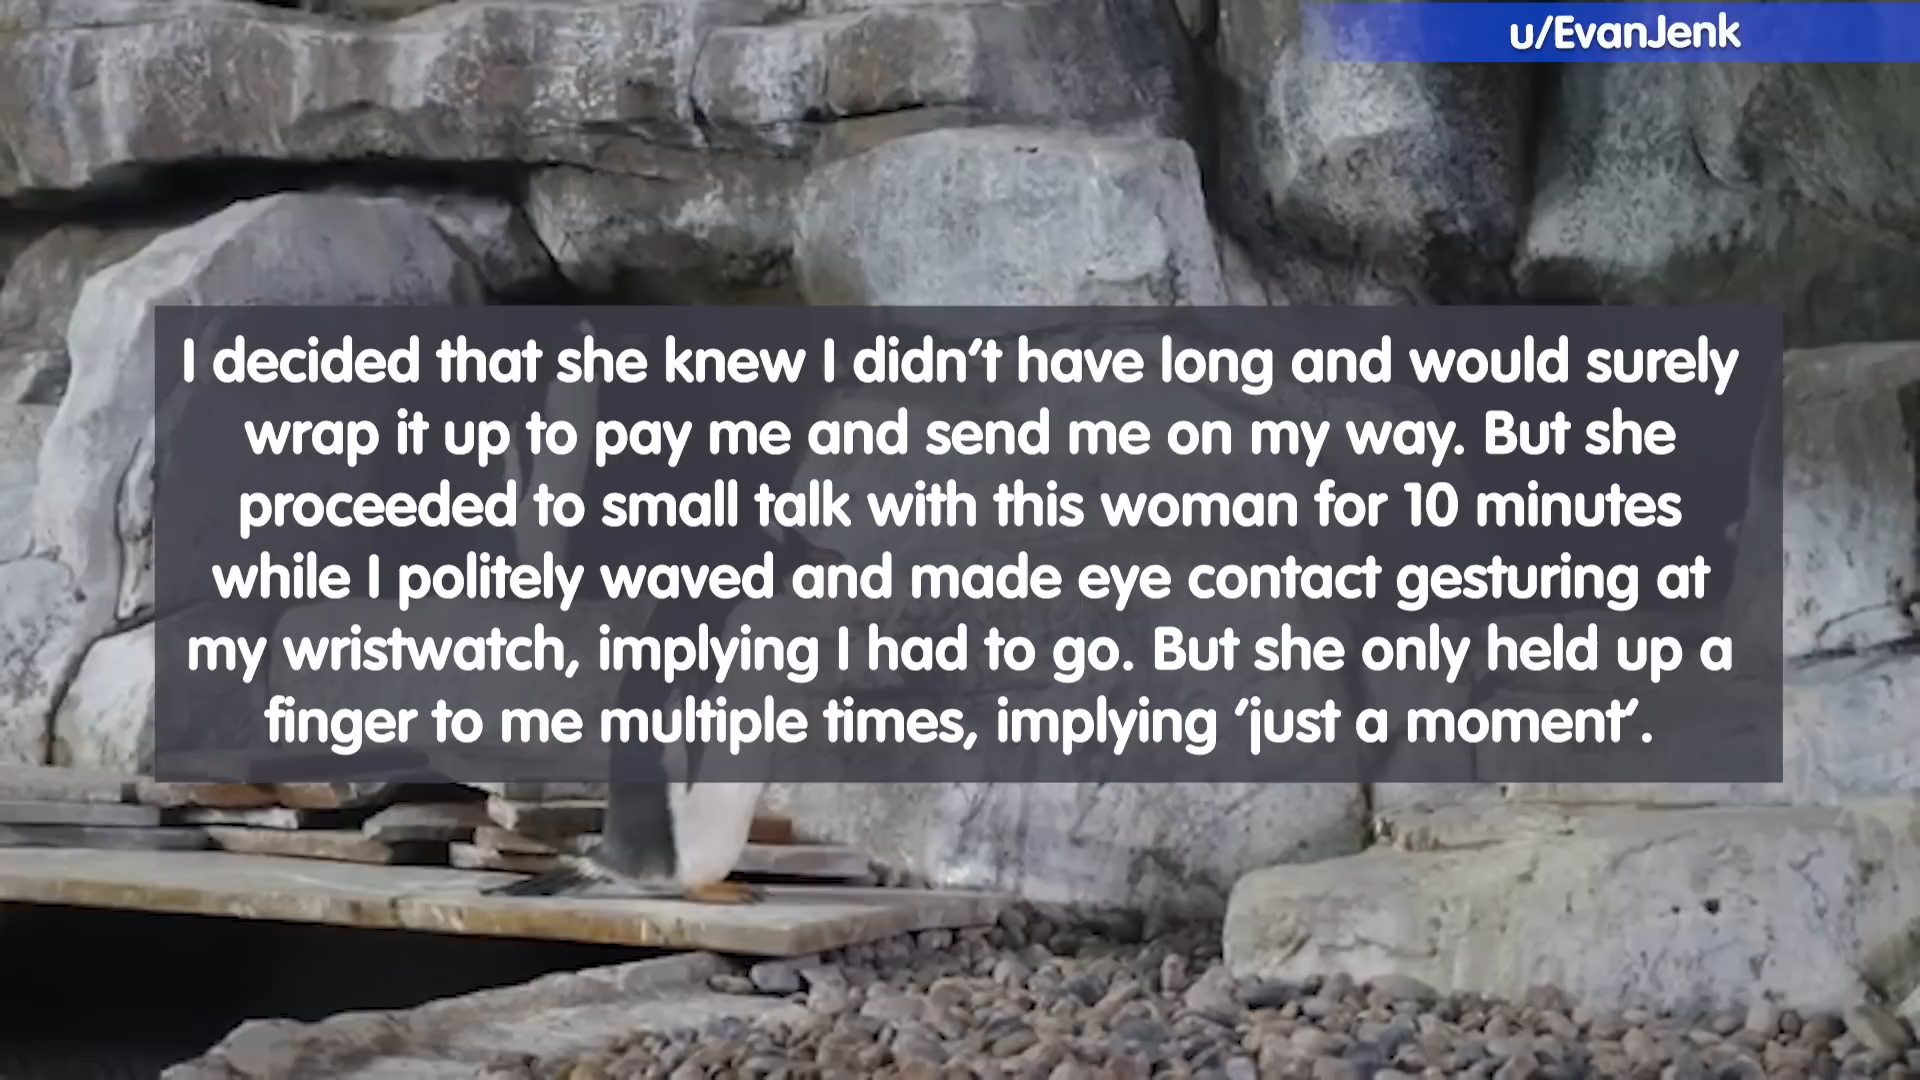 u/EvanJenk
I decided that she knew I didn't have long and would surely
wrap it up to pay me and send me on my way. But she
proceeded to small talk with this woman for 10 minutes
while I politely waved and made eye contact gesturing at
my wristwatch, implying I had to go. But she only held up a
finger to me multiple times, implying 'just a moment'.